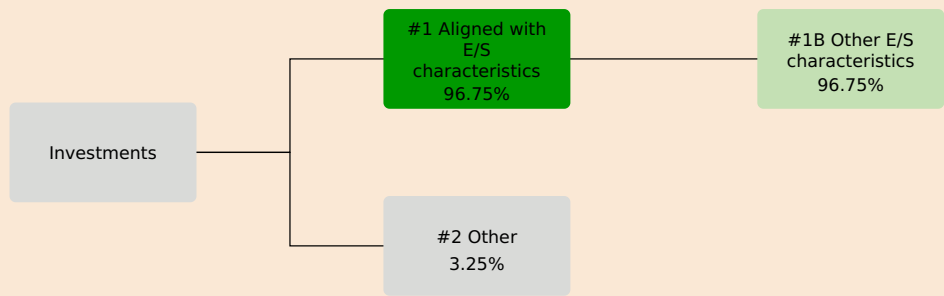 #1 Aligned with
E/S
characteristics
96.75%
#1B Other E/S
characteristics
96.75%
Investments
#2 Other
3.25%